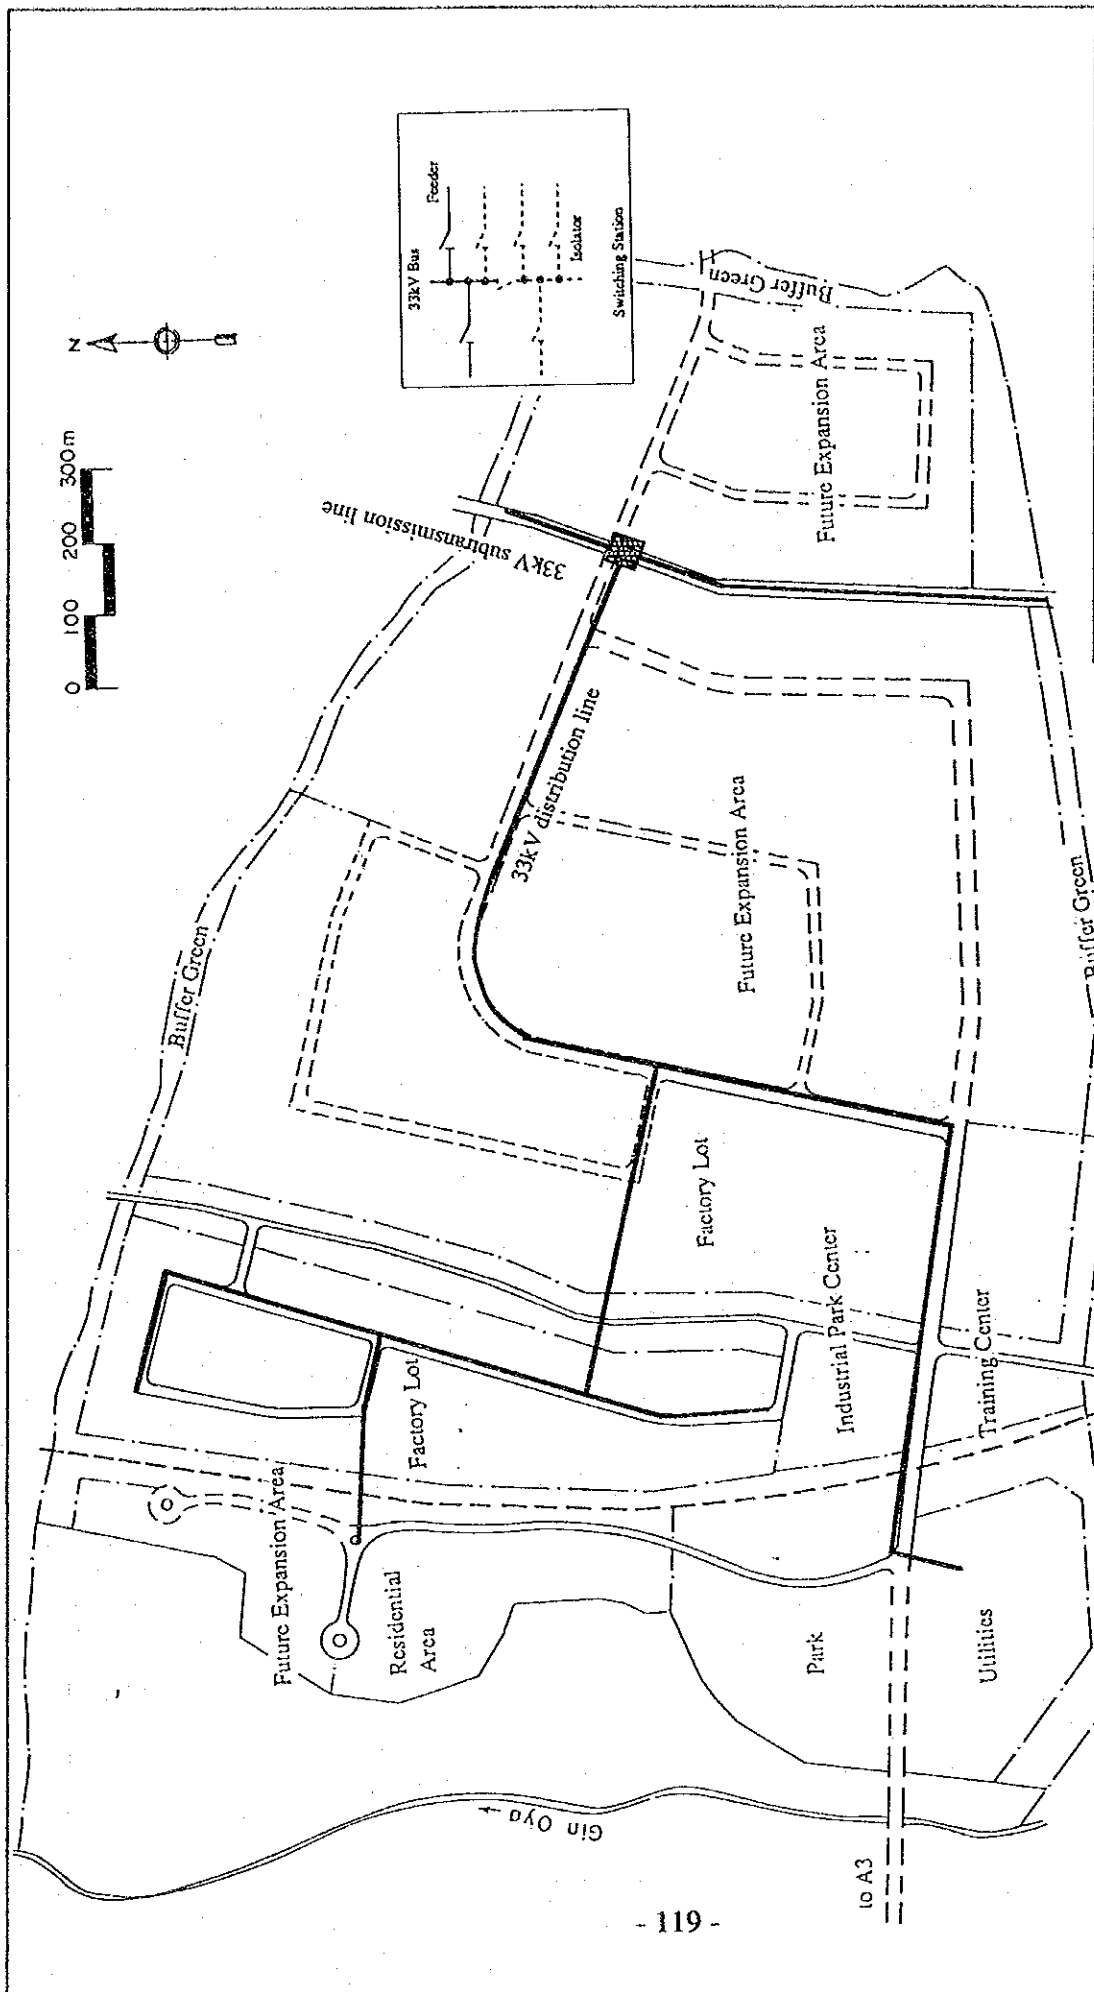 N
0 100 200 300m
33kV Bus
Feeder
Isolator
Switching Station
33kV subtransmission line
Buffer Green
Future Expansion Area
33kV distribution line
Buffer Green
Future Expansion Area
Buffer Green
Factory Lot
Factory Lot
Industrial Park Center
Training Center
Future Expansion Area
Residential
Area
Park
Utilities
Gin Oya
to A3
- 119 -